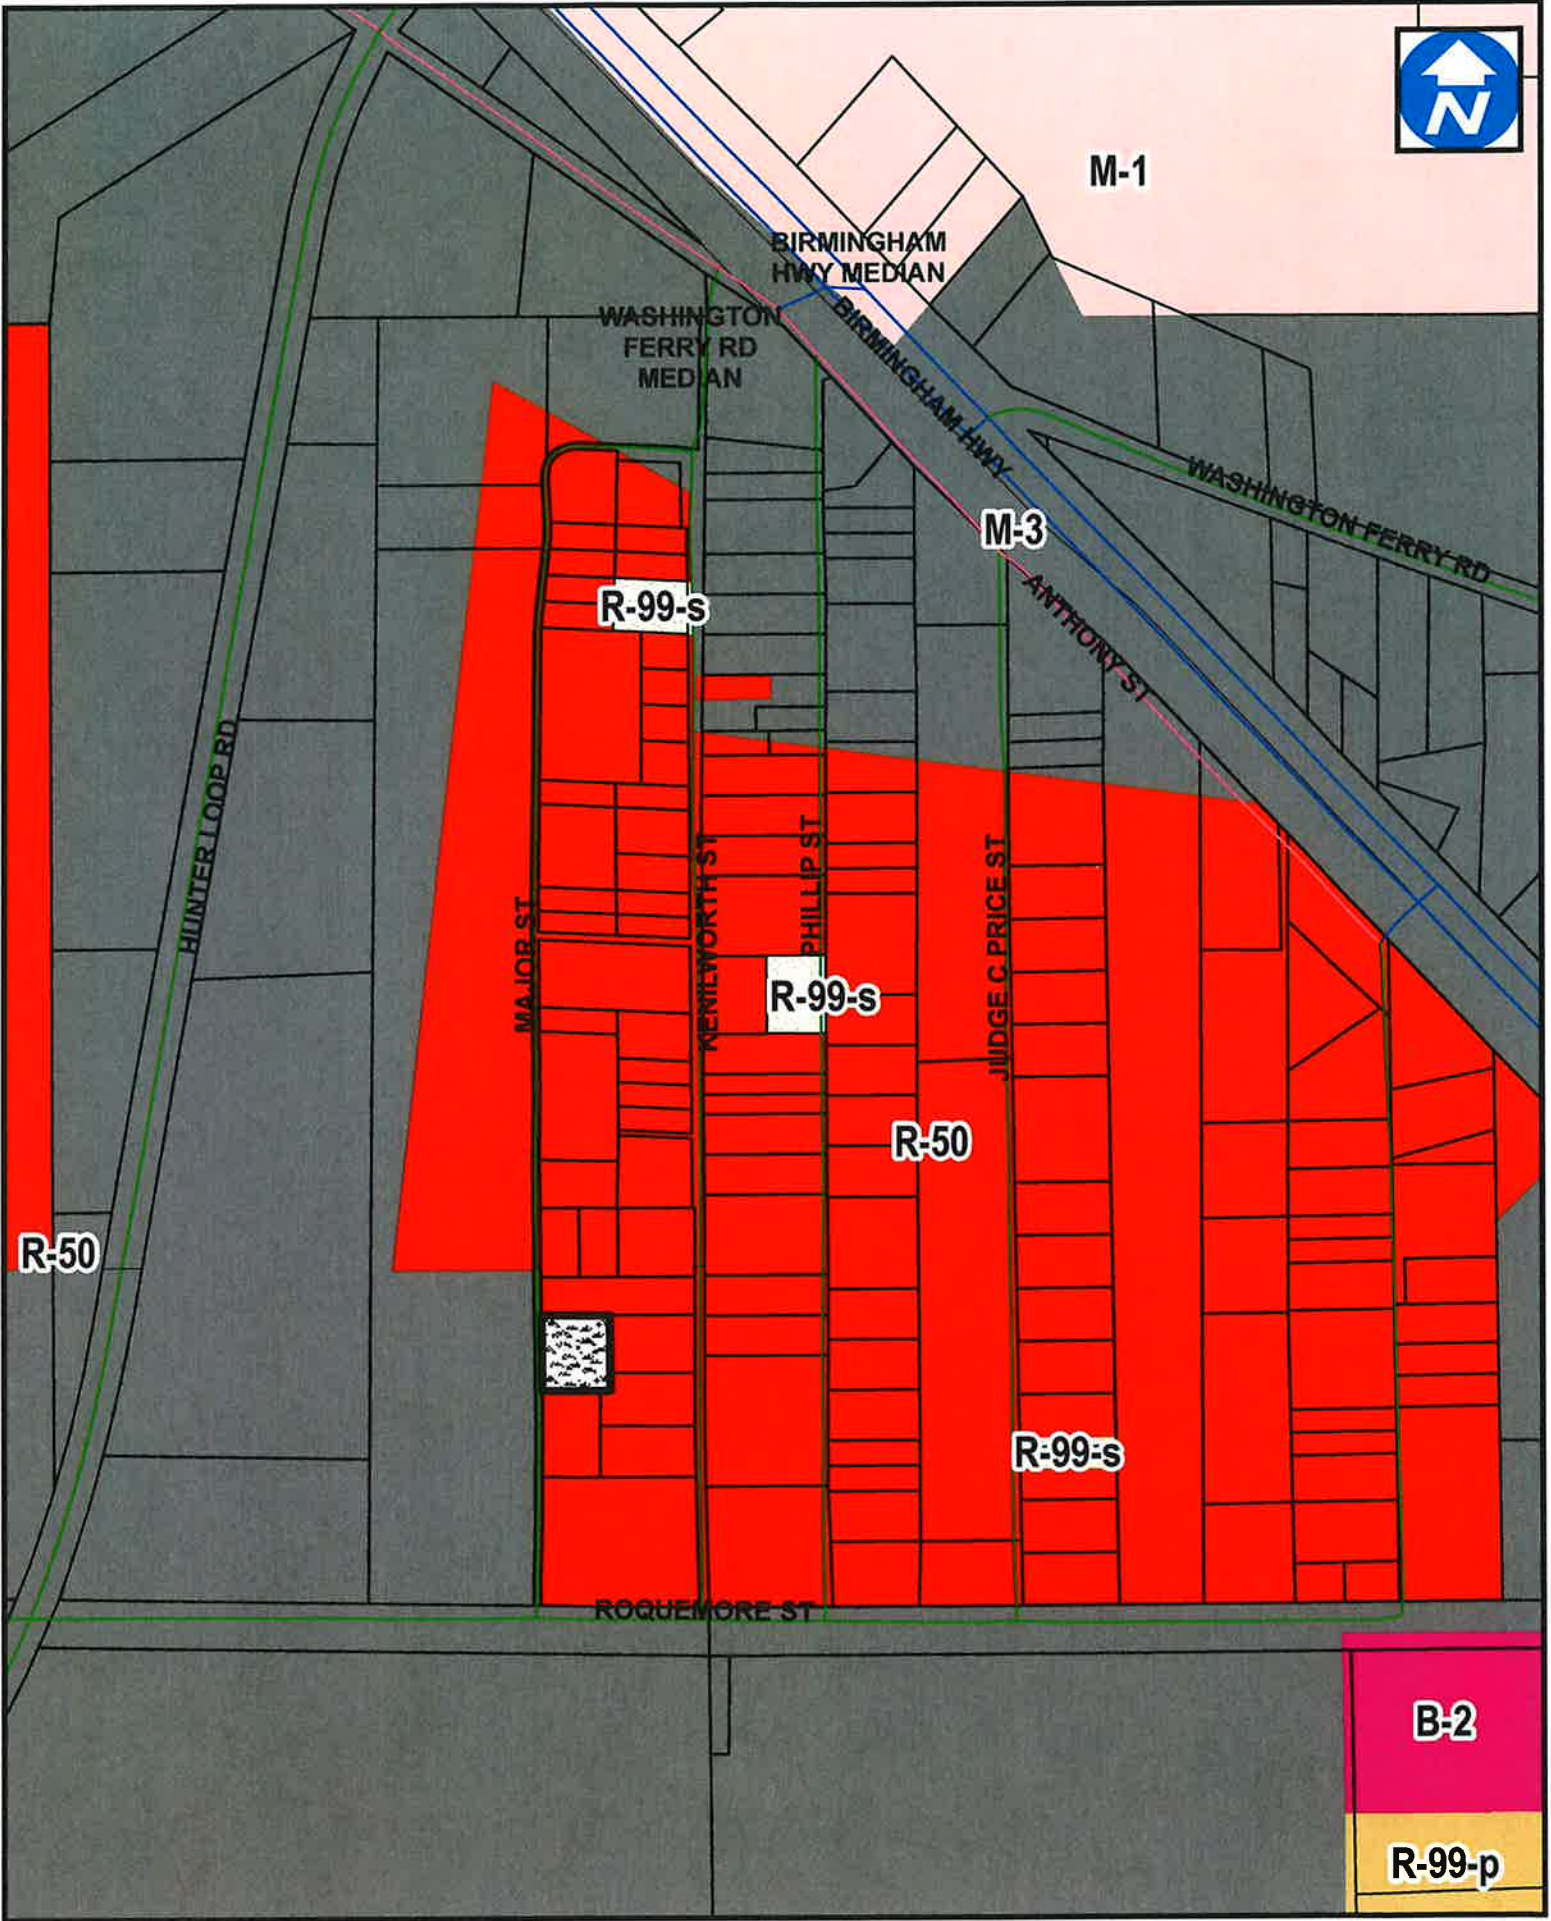 N
M-1
BIRMINGHAM
HWY MEDIAN
WASHINGTON
FERRY RD
MEDIAN
BIRMINGHAM HWY
WASHINGTON FERRY RD
M-3
ANTHONY ST
R-99-s
HUNTER LOOP RD
MAJOR ST
KENILWORTH ST
PHILLIP ST
JUDGE C PRICE ST
R-99-s
R-50
R-50
R-99-s
ROQUEMORE ST
B-2
R-99-p